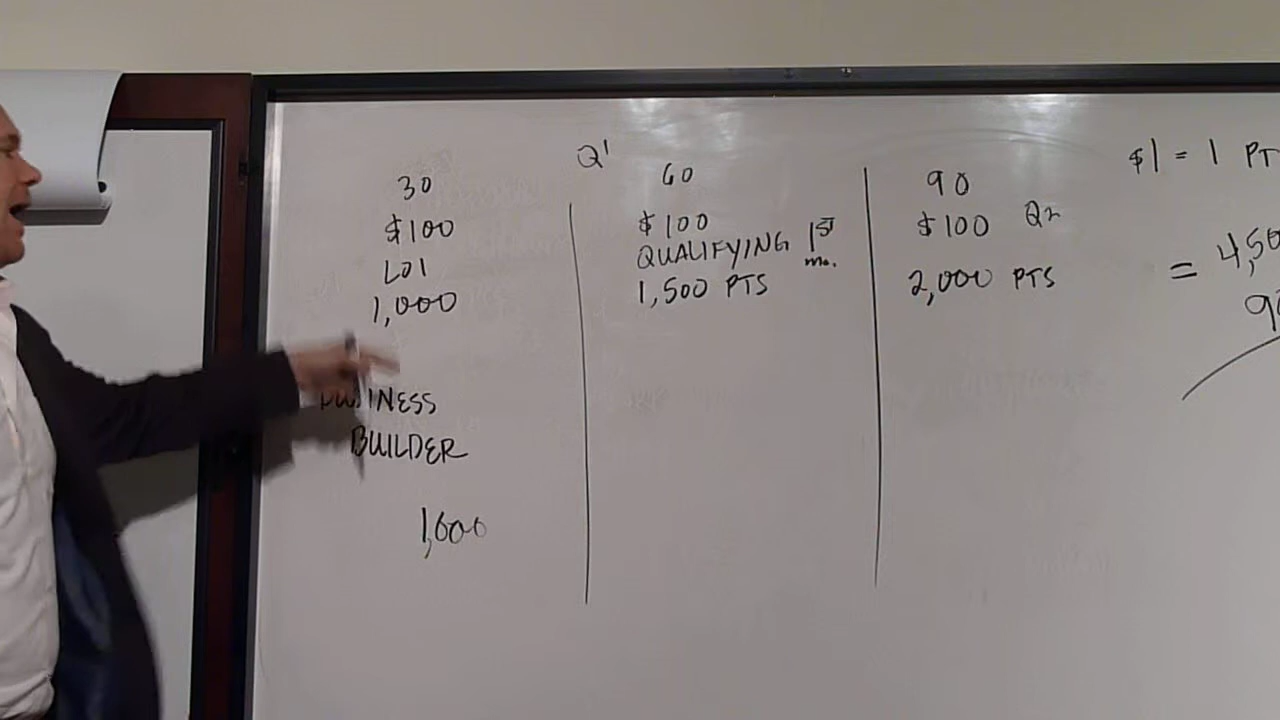 Q1
30
$100
LOI
1,000
BUSINESS
BUILDER
1,000
60
$100
QUALIFYING 1ST mo.
1,500 PTS
90
$100 Q2
2,000 PTS
$1 = 1 PT
= 4,50